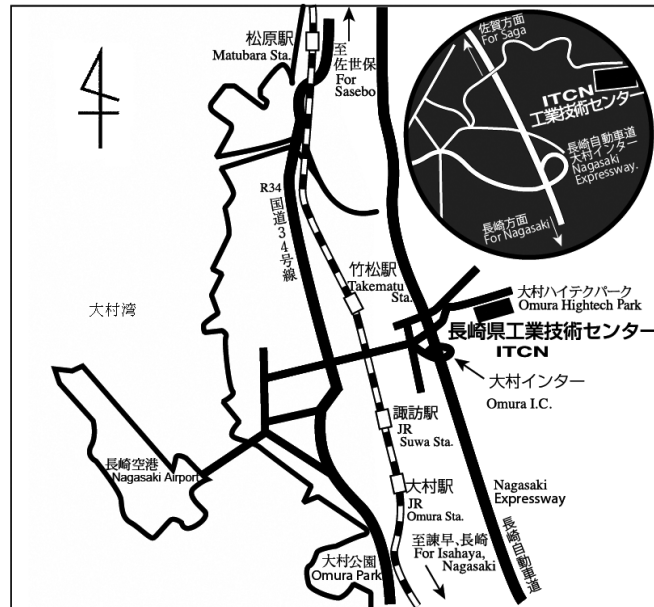 松原駅
Matubara Sta.
至
佐世保
For
Sasebo
佐賀方面
For Saga
ITCN
工業技術センター
長崎自動車道
大村インター
Nagasaki
Expressway.
長崎方面
For Nagasaki
R34
国道34号線
竹松駅
Takematu
Sta.
大村湾
大村ハイテクパーク
Omura Hightech Park
長崎県工業技術センター
ITCN
大村インター
Omura I.C.
諏訪駅
JR
Suwa Sta.
長崎空港
Nagasaki Airport
大村駅
JR
Omura Sta.
Nagasaki
Expressway
長崎自動車道
至諫早、長崎
For Isahaya,
Nagasaki
大村公園
Omura Park